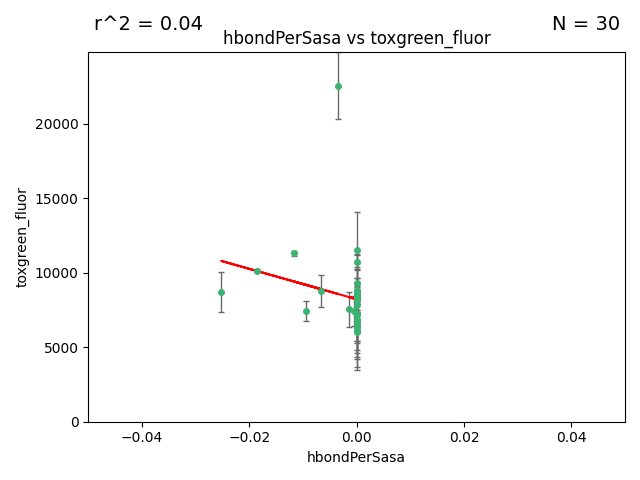 r^2 = 0.04
N = 30
hbondPerSasa vs toxgreen_fluor
20000
15000
10000
5000
0
toxgreen_fluor
−0.04
−0.02
0.00
0.02
0.04
hbondPerSasa